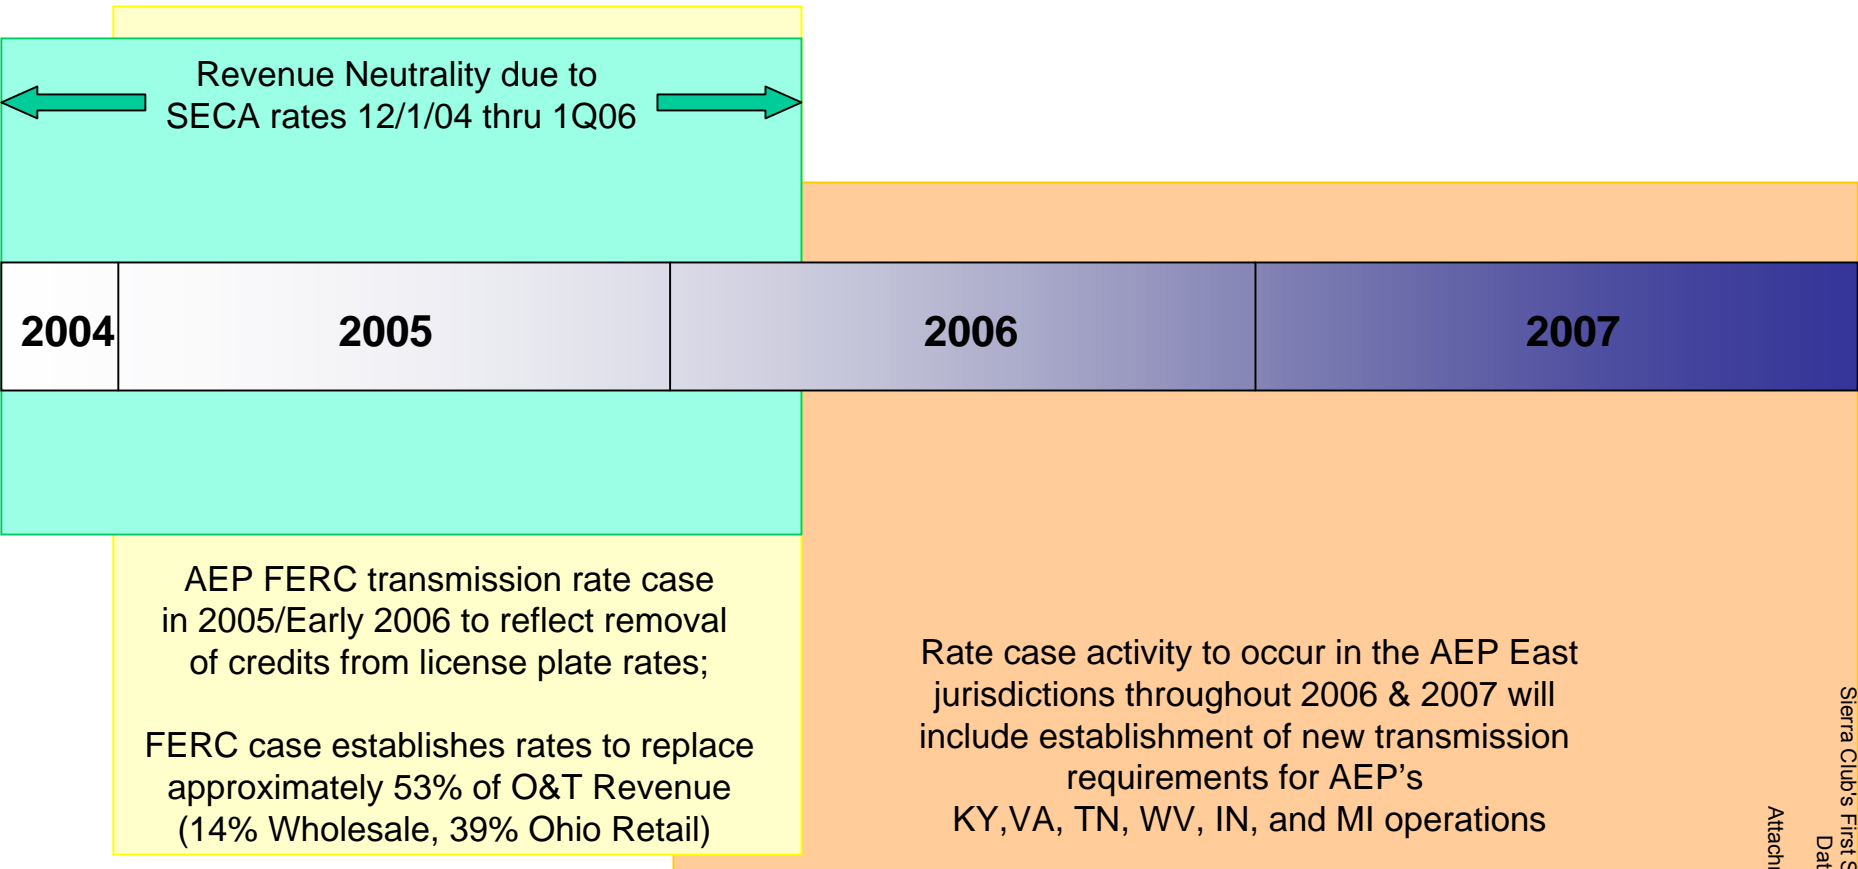 Revenue Neutrality due to
SECA rates 12/1/04 thru 1Q06
2004
2005
2006
2007
AEP FERC transmission rate case
in 2005/Early 2006 to reflect removal
of credits from license plate rates;
FERC case establishes rates to replace
approximately 53% of O&T Revenue
(14% Wholesale, 39% Ohio Retail)
Rate case activity to occur in the AEP East
jurisdictions throughout 2006 & 2007 will
include establishment of new transmission
requirements for AEP’s
KY,VA, TN, WV, IN, and MI operations
Sierra Club's First